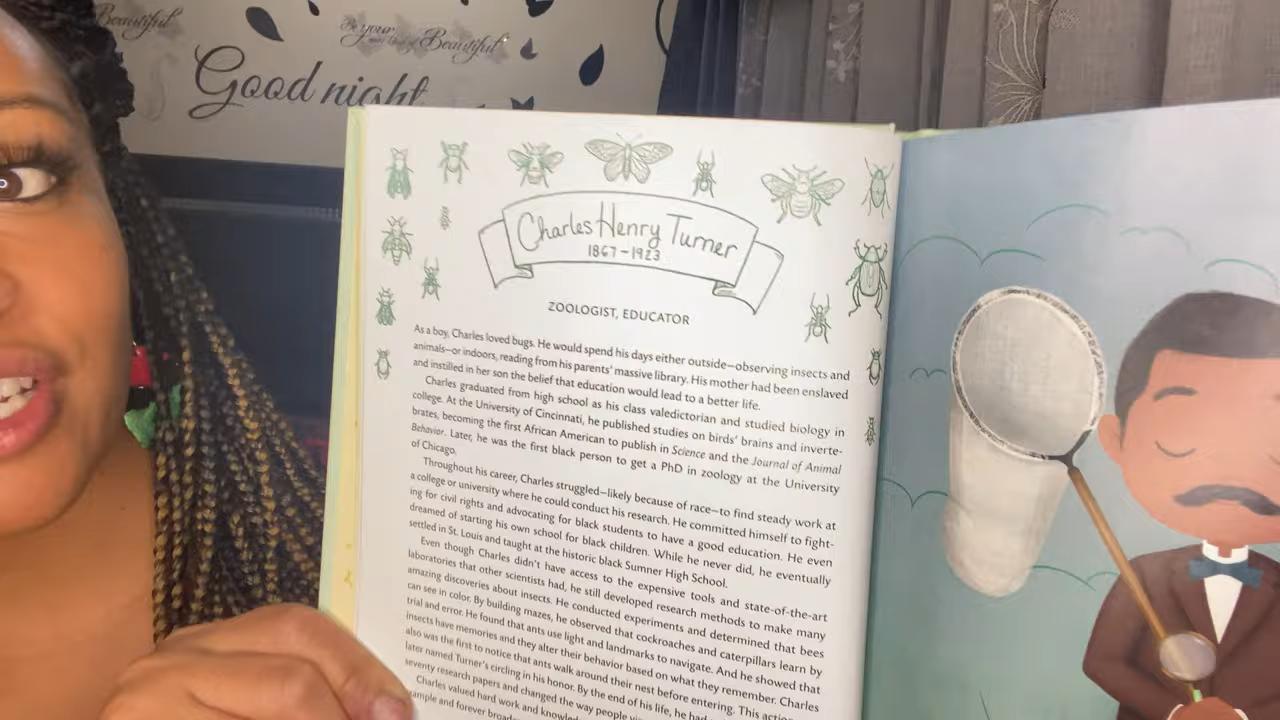 Beautiful
Be your
Beautiful
Good night
Charles Henry Turner
1867–1923
ZOOLOGIST, EDUCATOR
As a boy, Charles loved bugs. He would spend his days either outside—observing insects and
animals—or indoors, reading from his parents' massive library. His mother had been enslaved
and instilled in her son the belief that education would lead to a better life.
Charles graduated from high school as his class valedictorian and studied biology in
college. At the University of Cincinnati, he published studies on birds' brains and inverte-
brates, becoming the first African American to publish in Science and the Journal of Animal
Behavior. Later, he was the first black person to get a PhD in zoology at the University
of Chicago.
Throughout his career, Charles struggled—likely because of race—to find steady work at
a college or university where he could conduct his research. He committed himself to fight-
ing for civil rights and advocating for black students to have a good education. He even
dreamed of starting his own school for black children. While he never did, he eventually
settled in St. Louis and taught at the historic black Sumner High School.
Even though Charles didn't have access to the expensive tools and state-of-the-art
laboratories that other scientists had, he still developed research methods to make many
amazing discoveries about insects. He conducted experiments and determined that bees
can see in color. By building mazes, he observed that cockroaches and caterpillars learn by
trial and error. He found that ants use light and landmarks to navigate. And he showed that
insects have memories and they alter their behavior based on what they remember. Charles
also was the first to notice that ants walk around their nest before entering. This action
later named Turner's circling in his honor. By the end of his life, he had
seventy research papers and changed the way people
Charles valued hard work and
and forever